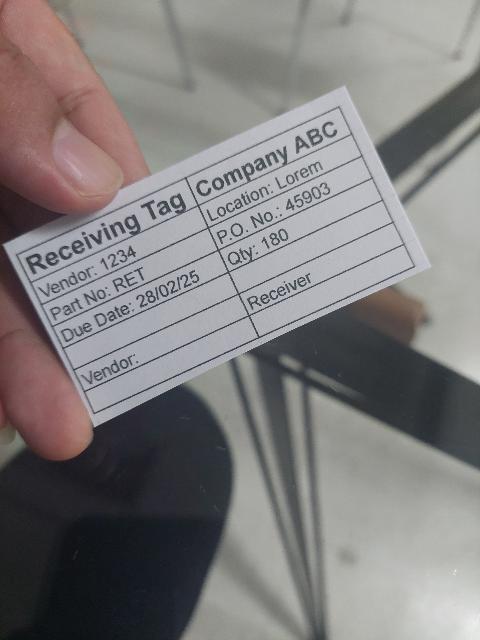 Receiving Tag Company ABC
Vendor: 1234 Location: Lorem
Part No: RET P.O. No.: 45903
Due Date: 28/02/25 Qty: 180
Vendor: Receiver